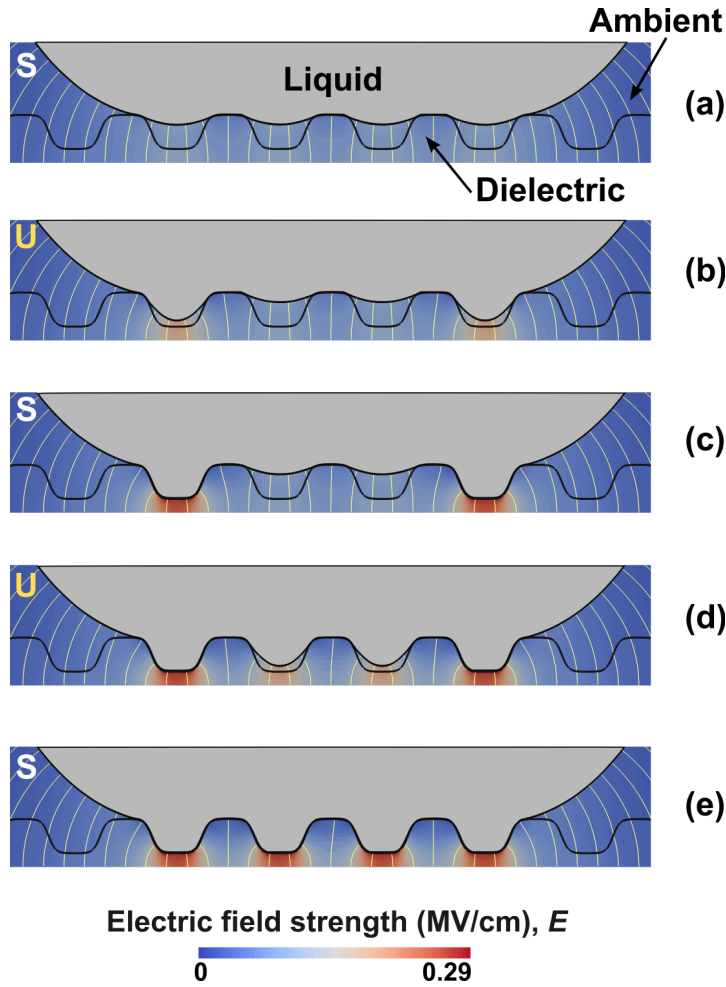 Ambient
S
Liquid
(a)
Dielectric
U
(b)
S
(c)
U
(d)
S
(e)
Electric field strength (MV/cm), E
0
0.29